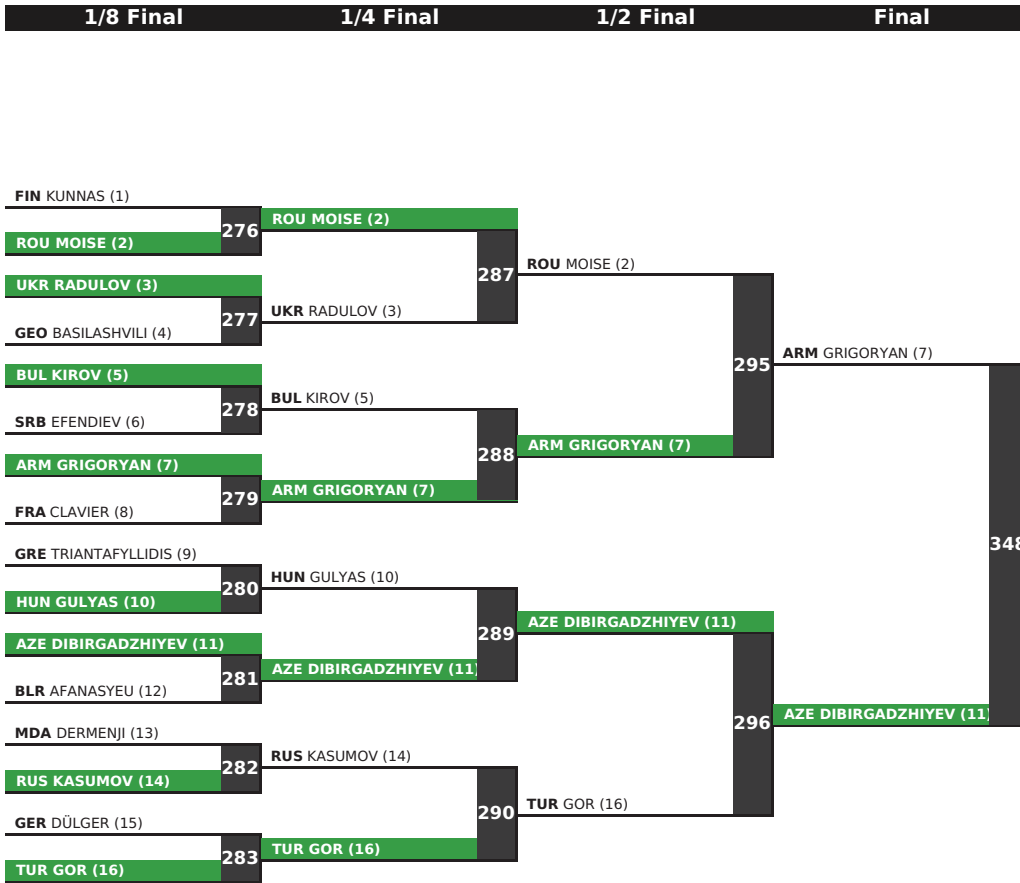 1/8 Final
1/4 Final
1/2 Final
Final
FIN KUNNAS (1)
276
ROU MOISE (2)
UKR RADULOV (3)
277
GEO BASILASHVILI (4)
BUL KIROV (5)
278
SRB EFENDIEV (6)
ARM GRIGORYAN (7)
279
FRA CLAVIER (8)
GRE TRIANTAFYLLIDIS (9)
280
HUN GULYAS (10)
AZE DIBIRGADZHIYEV (11)
281
BLR AFANASYEU (12)
MDA DERMENJI (13)
282
RUS KASUMOV (14)
GER DÜLGER (15)
283
TUR GOR (16)
ROU MOISE (2)
287
UKR RADULOV (3)
BUL KIROV (5)
288
ARM GRIGORYAN (7)
HUN GULYAS (10)
289
AZE DIBIRGADZHIYEV (11)
RUS KASUMOV (14)
290
TUR GOR (16)
ROU MOISE (2)
295
ARM GRIGORYAN (7)
AZE DIBIRGADZHIYEV (11)
296
TUR GOR (16)
ARM GRIGORYAN (7)
348
AZE DIBIRGADZHIYEV (11)